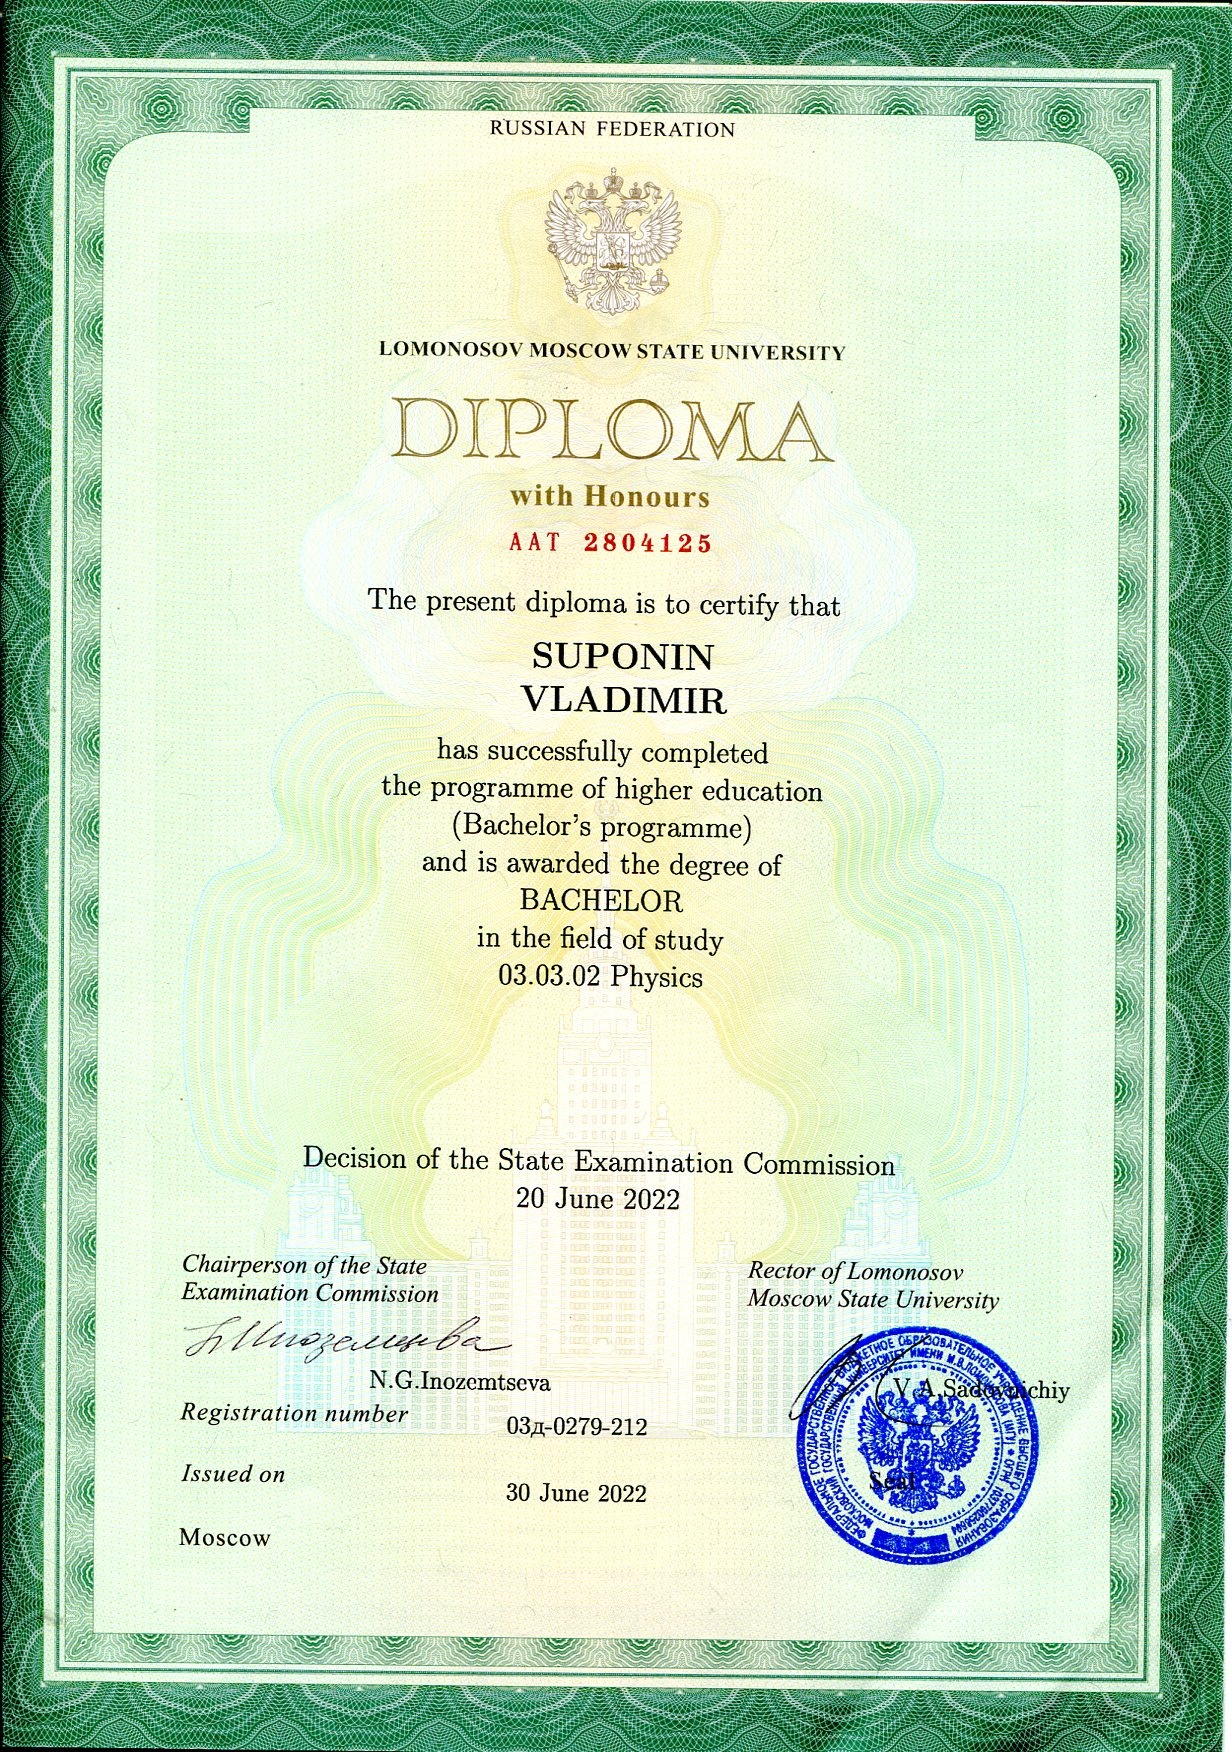 RUSSIAN FEDERATION
LOMONOSOV MOSCOW STATE UNIVERSITY
DIPLOMA
with Honours
ААТ 2804125
The present diploma is to certify that
SUPONIN
VLADIMIR
has successfully completed
the programme of higher education
(Bachelor's programme)
and is awarded the degree of
BACHELOR
in the field of study
03.03.02 Physics
Decision of the State Examination Commission
20 June 2022
Chairperson of the State
Examination Commission
Rector of Lomonosov
Moscow State University
Иноземцева
N.G.Inozemtseva
V.A.Sadovnichiy
Registration number
03д-0279-212
Seal
Issued on
30 June 2022
Moscow
ФЕДЕРАЛЬНОЕ ГОСУДАРСТВЕННОЕ БЮДЖЕТНОЕ ОБРАЗОВАТЕЛЬНОЕ УЧРЕЖДЕНИЕ ВЫСШЕГО ОБРАЗОВАНИЯ
МОСКОВСКИЙ ГОСУДАРСТВЕННЫЙ УНИВЕРСИТЕТ ИМЕНИ М.В.ЛОМОНОСОВА (МГУ) * ОГРН